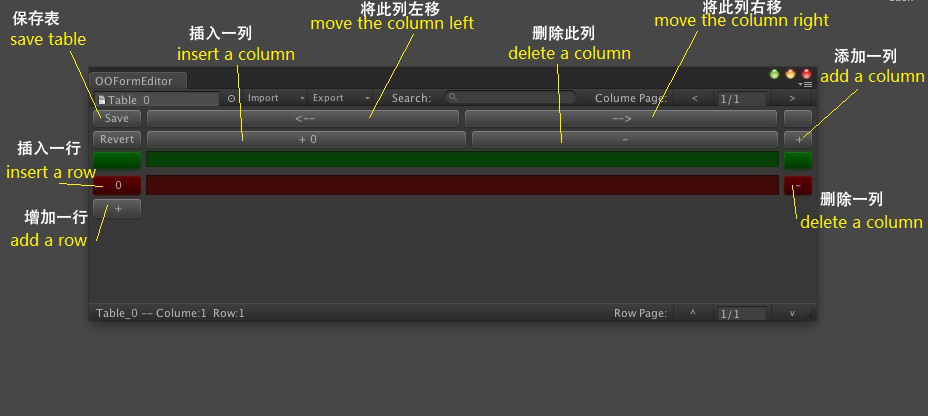 保存表
save table
插入一列
insert a column
将此列左移
move the column left
删除此列
delete a column
将此列右移
move the column right
添加一列
add a column
OOFormEditor
Table_0
Import
Export
Search:
Colume Page:
<
1/1
>
Save
<--
-->
Revert
+ 0
-
+
插入一行
insert a row
0
-
增加一行
add a row
+
删除一列
delete a column
Table_0 -- Colume:1 Row:1
Row Page:
^
1/1
v